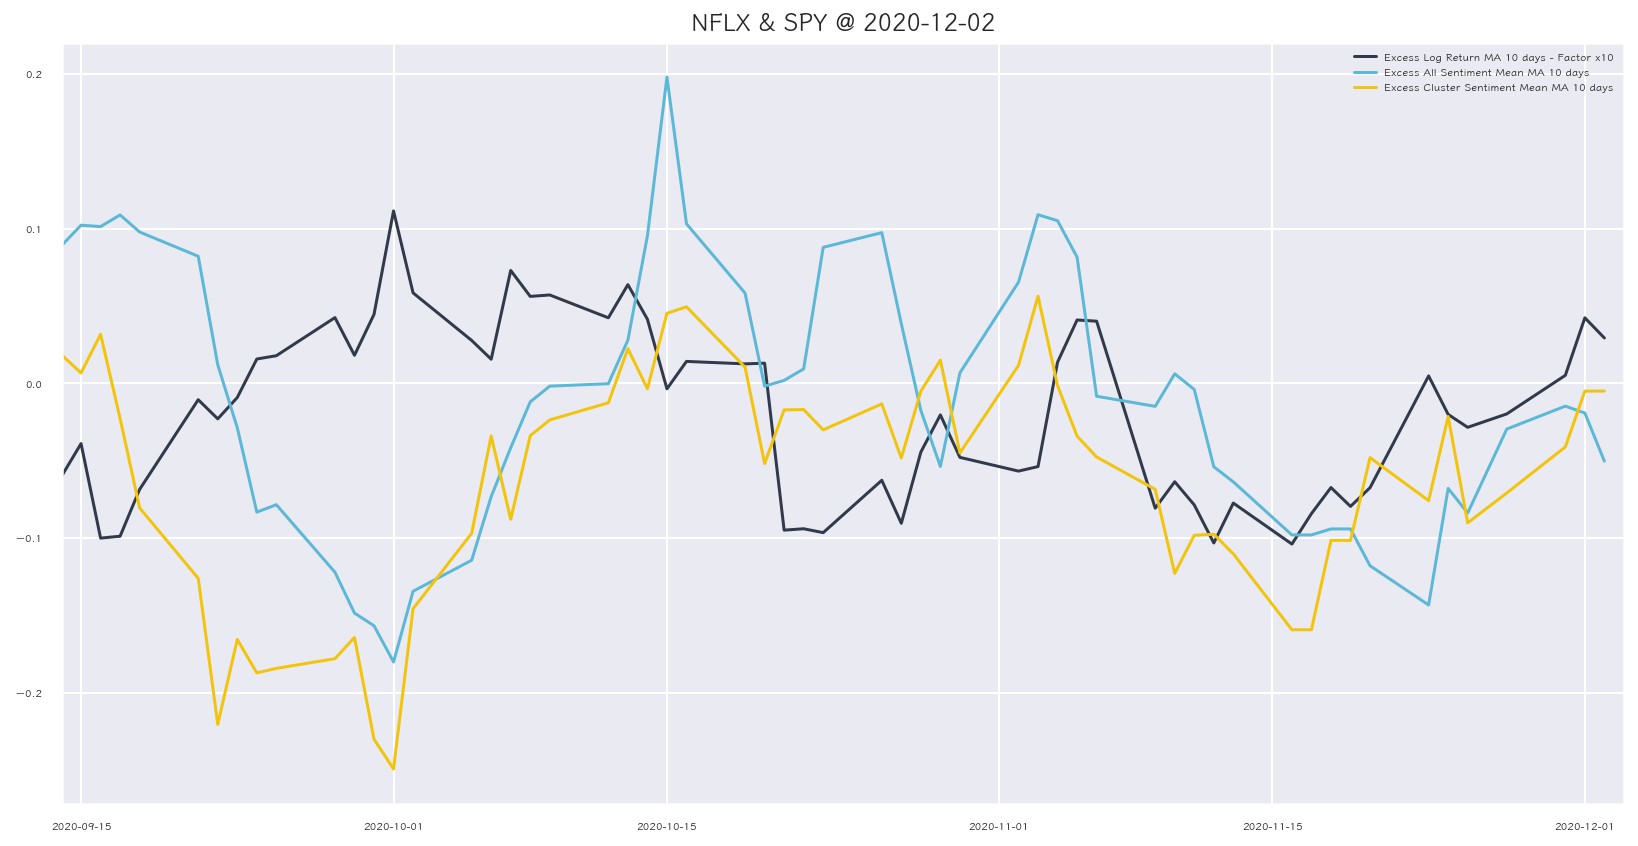 NFLX & SPY @ 2020-12-02
Excess Log Return MA 10 days - Factor x10
Excess All Sentiment Mean MA 10 days
Excess Cluster Sentiment Mean MA 10 days
0.2
0.1
0.0
−0.1
−0.2
2020-09-15 2020-10-01 2020-10-15 2020-11-01 2020-11-15 2020-12-01